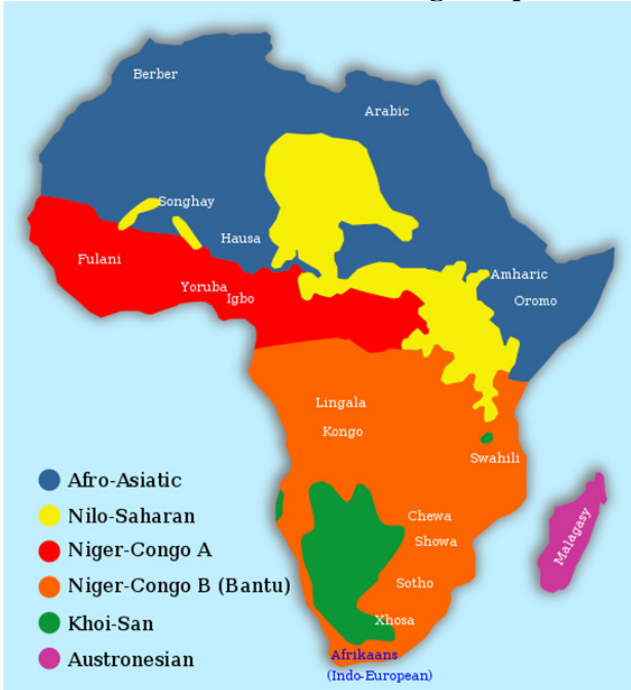 Berber
Arabic
Songhay
Hausa
Fulani
Amharic
Yoruba
Oromo
Igbo
Lingala
Kongo
Swahili
Chewa
Showa
Malagasy
Sotho
Xhosa
Afrikaans
(Indo-European)
Afro-Asiatic
Nilo-Saharan
Niger-Congo A
Niger-Congo B (Bantu)
Khoi-San
Austronesian